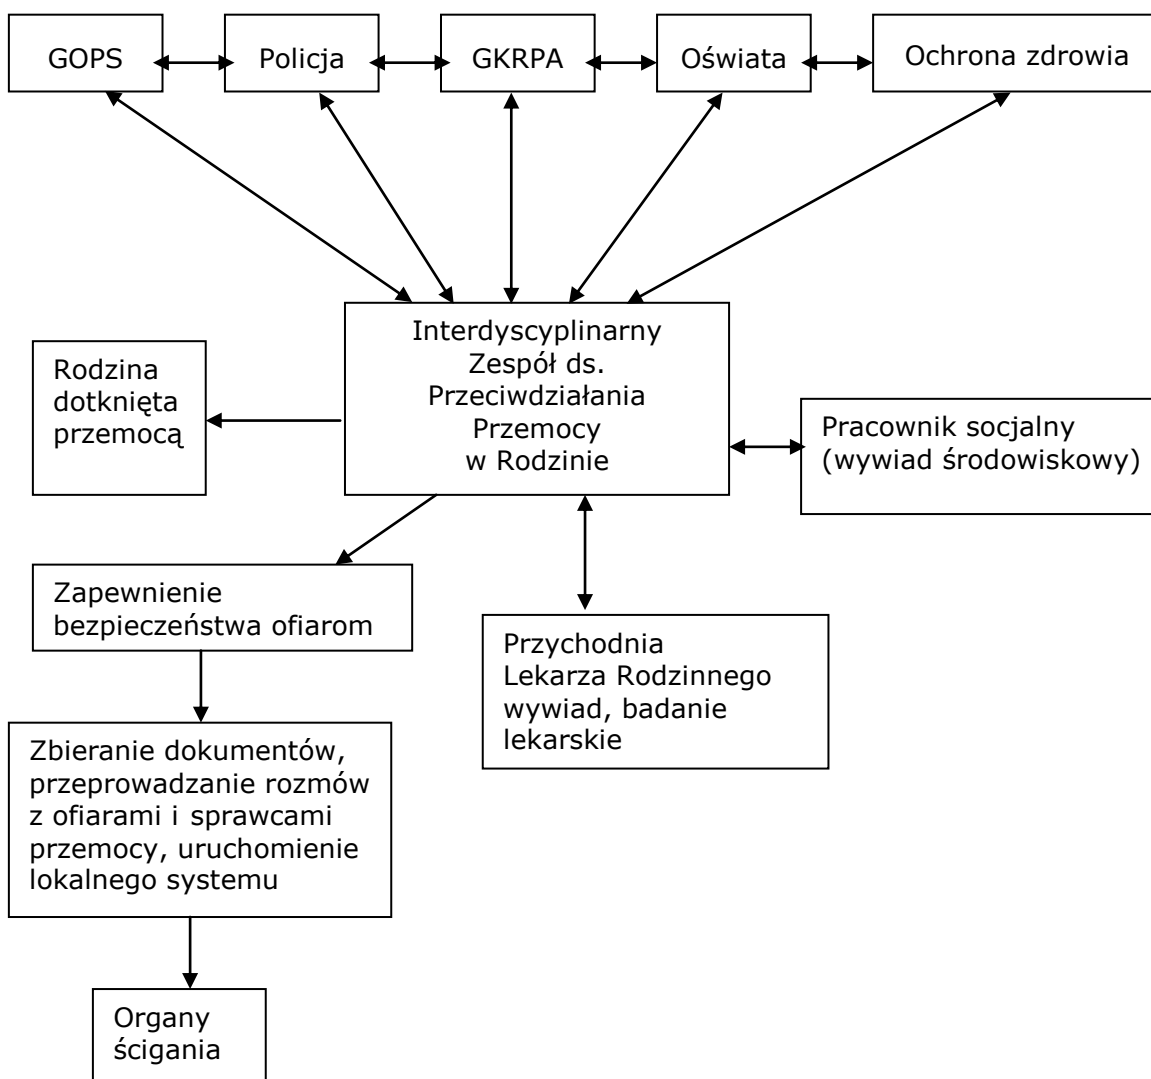 GOPS
Policja
GKRPA
Oświata
Ochrona zdrowia
Interdyscyplinarny
Zespół ds.
Przeciwdziałania
Przemocy
w Rodzinie
Rodzina
dotknięta
przemocą
Pracownik socjalny
(wywiad środowiskowy)
Zapewnienie
bezpieczeństwa ofiarom
Przychodnia
Lekarza Rodzinnego
wywiad, badanie
lekarskie
Zbieranie dokumentów,
przeprowadzanie rozmów
z ofiarami i sprawcami
przemocy, uruchomienie
lokalnego systemu
Organy
ścigania